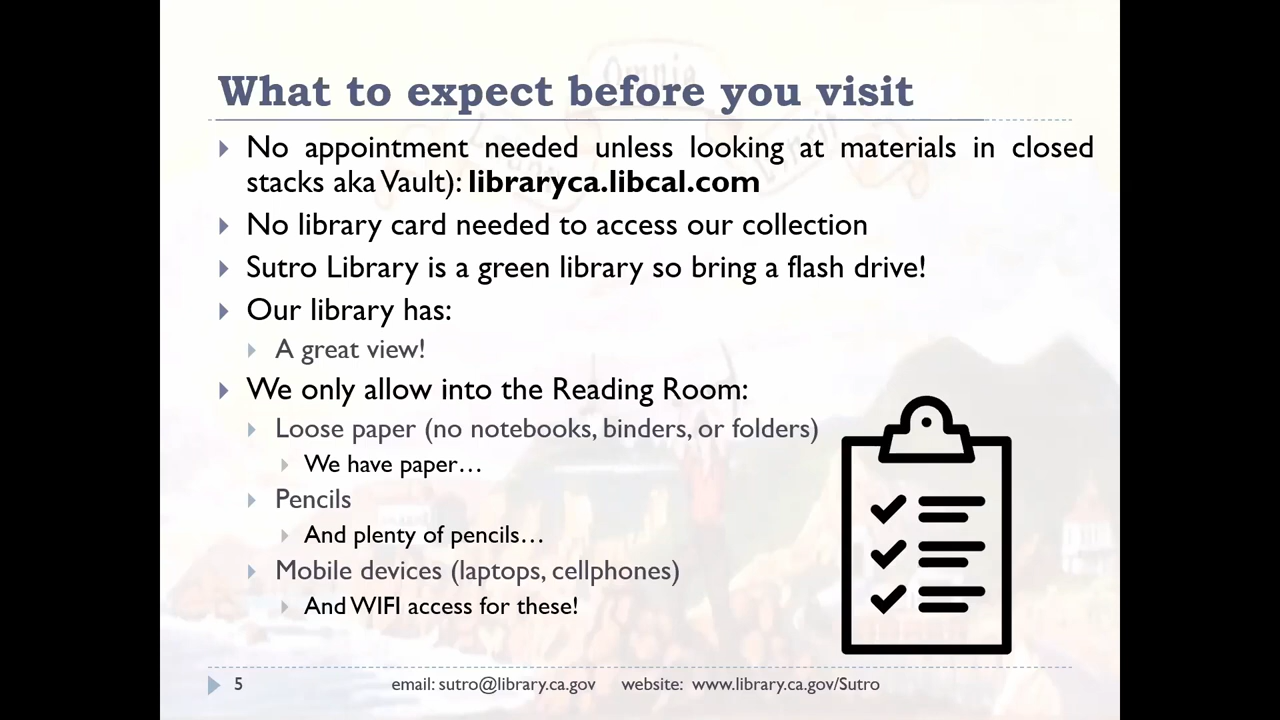 What to expect before you visit
No appointment needed unless looking at materials in closed
stacks aka Vault): libraryca.libcal.com
No library card needed to access our collection
Sutro Library is a green library so bring a flash drive!
Our library has:
A great view!
We only allow into the Reading Room:
Loose paper (no notebooks, binders, or folders)
We have paper…
Pencils
And plenty of pencils…
Mobile devices (laptops, cellphones)
And WIFI access for these!
5 email: sutro@library.ca.gov website: www.library.ca.gov/Sutro